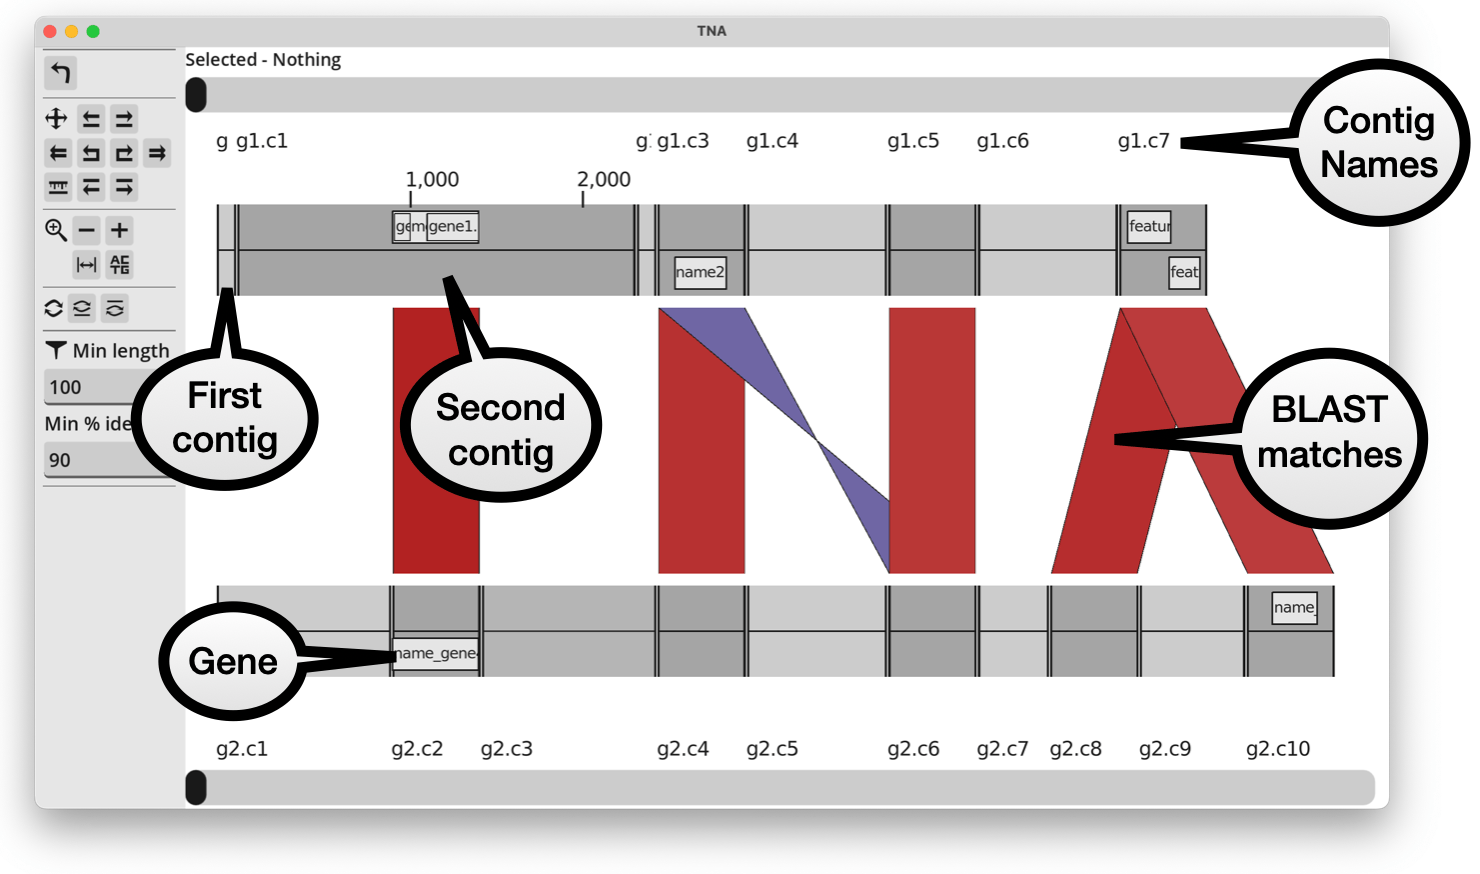 TNA
Selected - Nothing
g g1.c1 g1.c3 g1.c4 g1.c5 g1.c6 g1.c7
Contig
Names
1,000 2,000
gene1. featur
name2 feat
AC
TG
Min length
100
Min % ide
90
First
contig
Second
contig
BLAST
matches
name_
Gene
name_gene
g2.c1 g2.c2 g2.c3 g2.c4 g2.c5 g2.c6 g2.c7 g2.c8 g2.c9 g2.c10